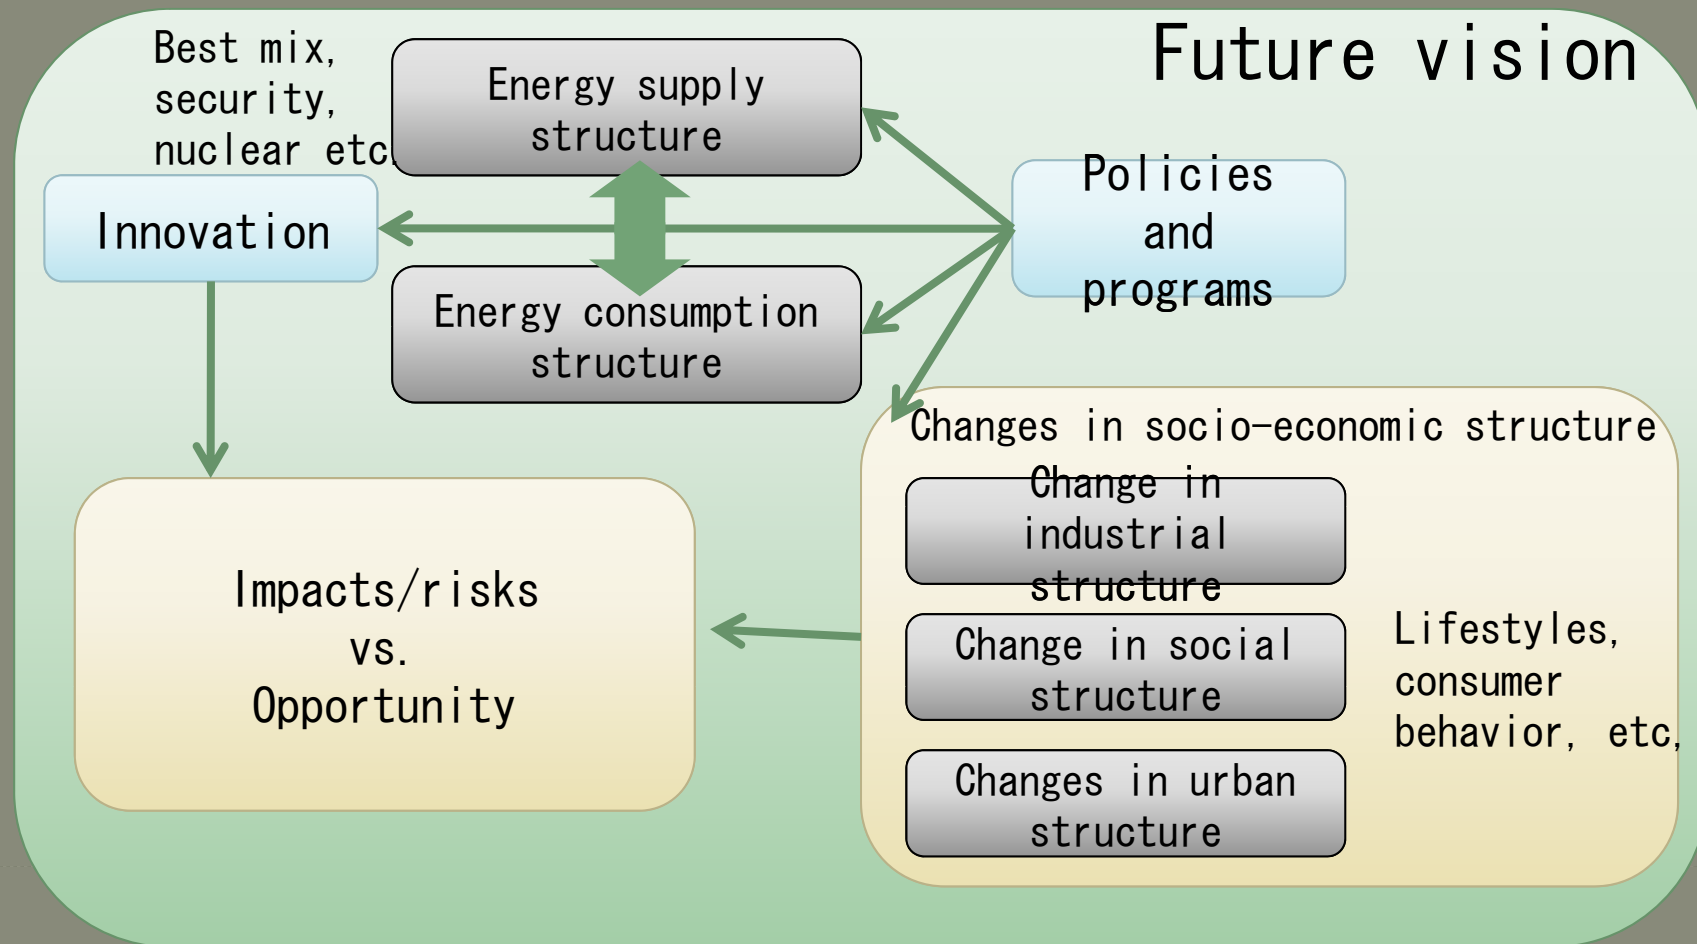 Future vision
Best mix,
security,
nuclear etc.
Energy supply
structure
Policies
and
programs
Innovation
Energy consumption
structure
Changes in socio-economic structure
Change in
industrial
structure
Impacts/risks
vs.
Opportunity
Change in social
structure
Lifestyles,
consumer
behavior, etc,
Changes in urban
structure